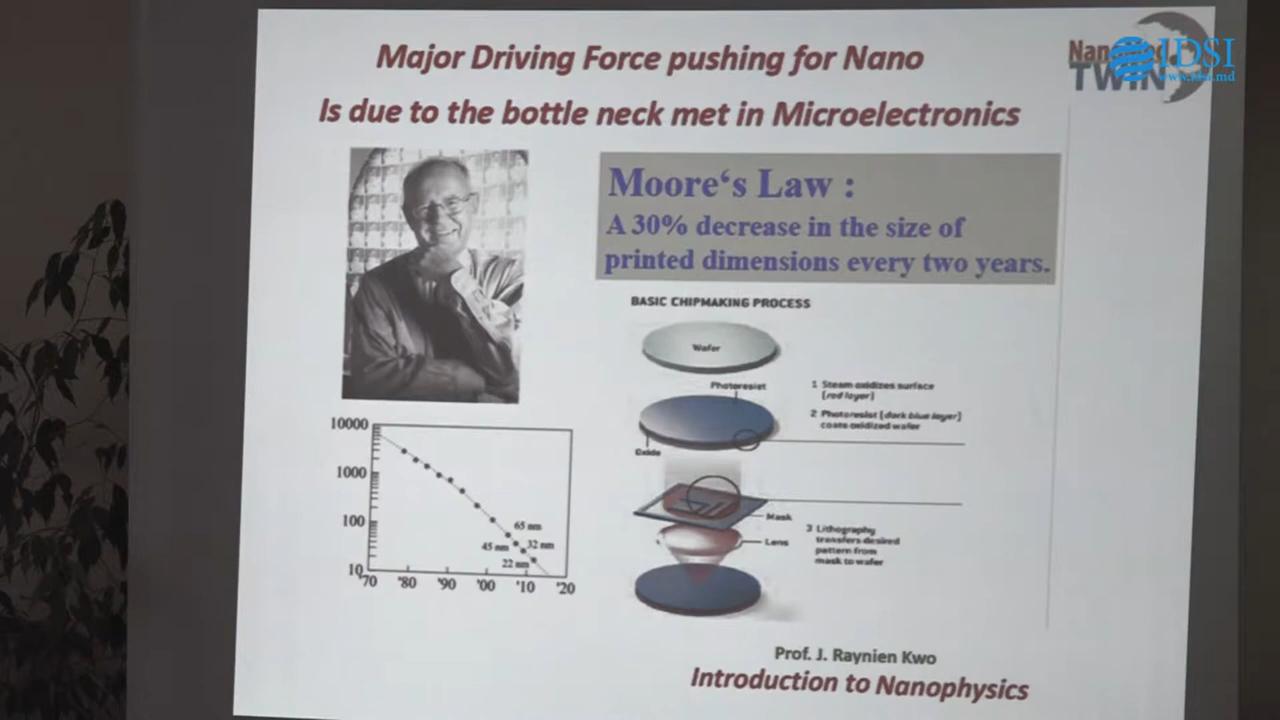 Major Driving Force pushing for Nano
Is due to the bottle neck met in Microelectronics
TWIN
IDSI
www.idsi.md
Moore‘s Law :
A 30% decrease in the size of
printed dimensions every two years.
BASIC CHIPMAKING PROCESS
Wafer
Photoresist
1 Steam oxidizes surface
(red layer)
2 Photoresist (dark blue layer)
coats oxidized wafer
Oxide
Mask
Lens
3 Lithography
transfers desired
pattern from
mask to wafer
10000
1000
100
10
65 nm
45 nm
32 nm
22 nm
'70
'80
'90
'00
'10
'20
Prof. J. Raynien Kwo
Introduction to Nanophysics